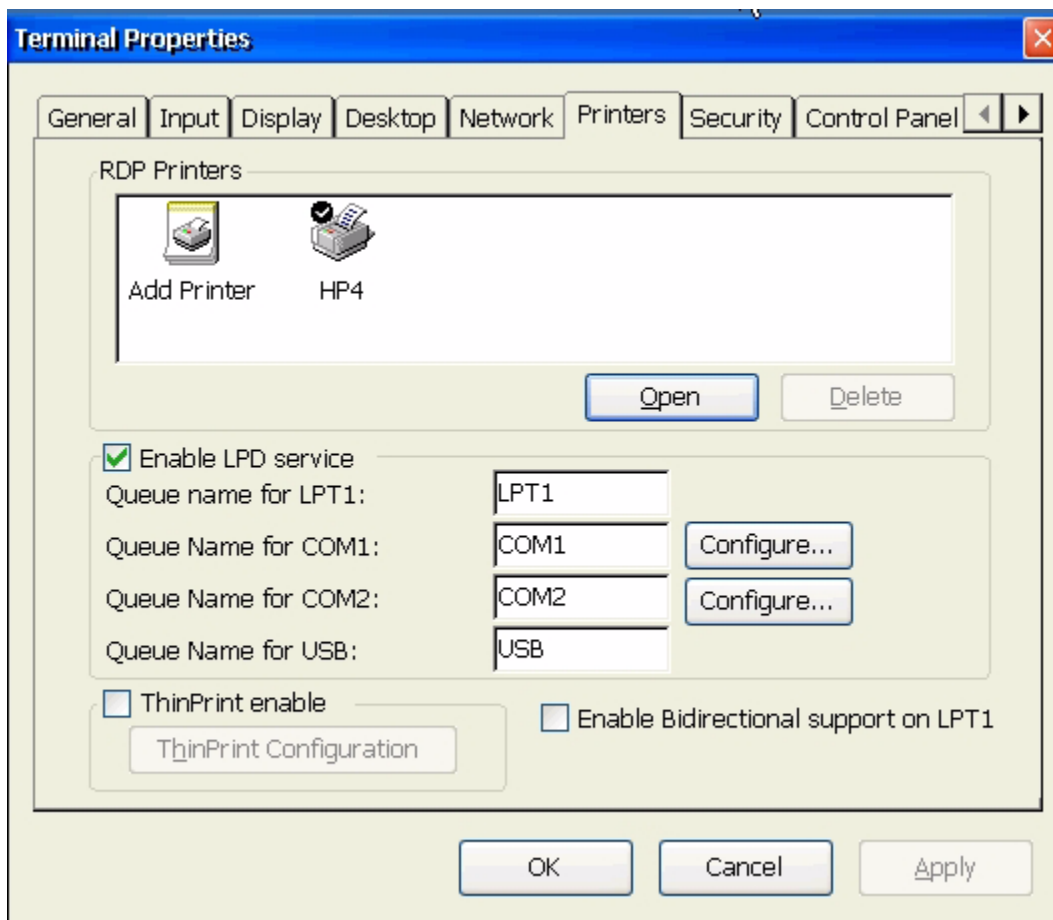 Terminal Properties
General Input Display Desktop Network Printers Security Control Panel
RDP Printers
Add Printer HP4
Open Delete
Enable LPD service
Queue name for LPT1: LPT1
Queue Name for COM1: COM1 Configure...
Queue Name for COM2: COM2 Configure...
Queue Name for USB: USB
ThinPrint enable
Enable Bidirectional support on LPT1
ThinPrint Configuration
OK Cancel Apply